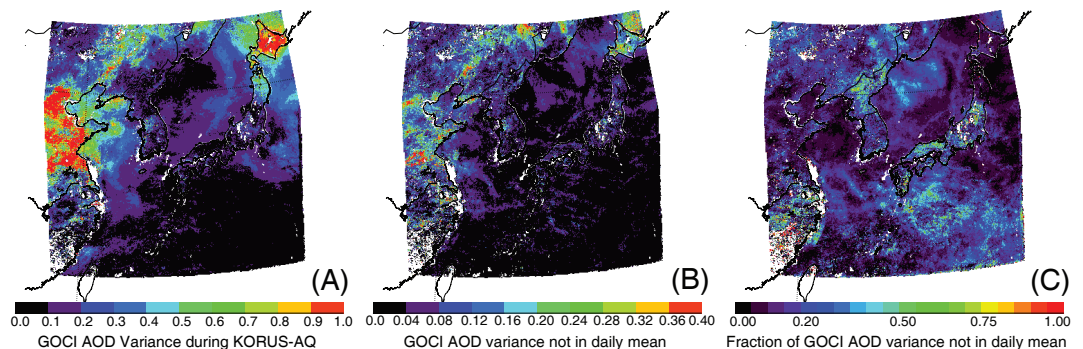 (A)
0.0 0.1 0.2 0.3 0.4 0.5 0.6 0.7 0.8 0.9 1.0
GOCI AOD Variance during KORUS-AQ
(B)
0.0 0.04 0.08 0.12 0.16 0.20 0.24 0.28 0.32 0.36 0.40
GOCI AOD variance not in daily mean
(C)
0.00 0.20 0.50 0.75 1.00
Fraction of GOCI AOD variance not in daily mean